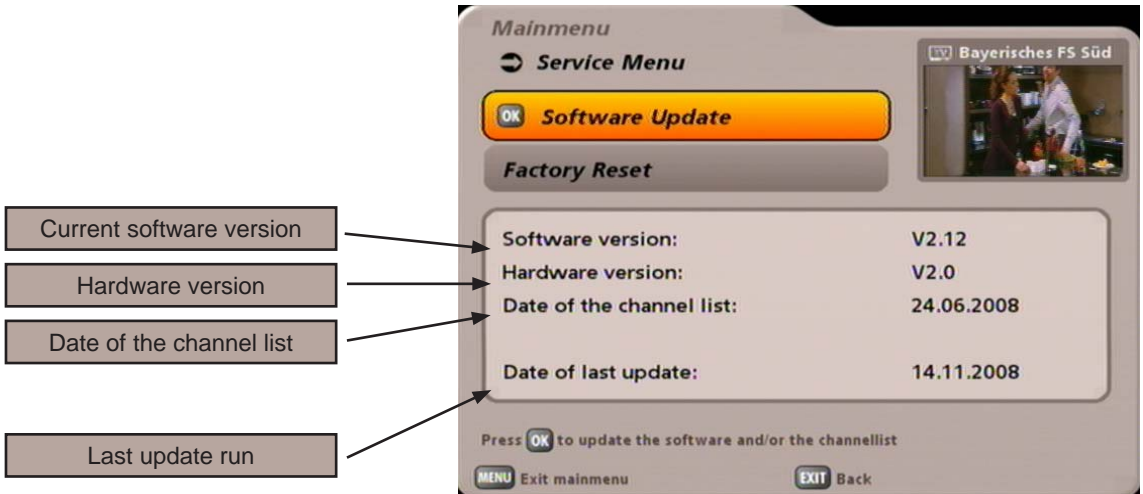 Mainmenu
Service Menu
TV Bayerisches FS Süd
OK Software Update
Factory Reset
Current software version
Hardware version
Date of the channel list
Last update run
Software version: V2.12
Hardware version: V2.0
Date of the channel list: 24.06.2008
Date of last update: 14.11.2008
Press OK to update the software and/or the channellist
MENU Exit mainmenu EXIT Back